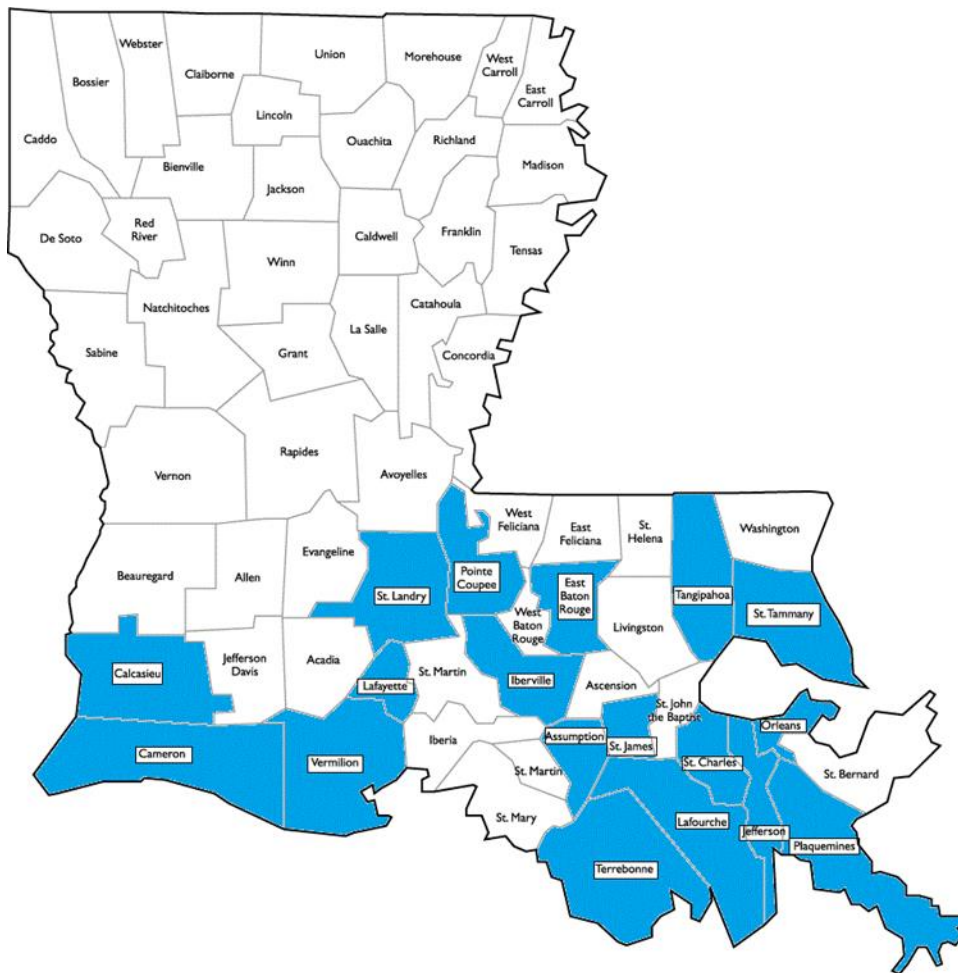 Webster
Union
Morehouse
West
Carroll
Claiborne
Bossier
East
Carroll
Lincoln
Caddo
Ouachita
Richland
Bienville
Madison
Jackson
Red
River
De Soto
Caldwell
Franklin
Tensas
Winn
Natchitoches
Catahoula
La Salle
Sabine
Grant
Concordia
Rapides
Vernon
Avoyelles
West
Feliciana
East
Feliciana
St.
Helena
Washington
Evangeline
Beauregard
Allen
St. Landry
Pointe
Coupee
East
Baton
Rouge
Tangipahoa
St. Tammany
West
Baton
Rouge
Livingston
Calcasieu
Jefferson
Davis
Acadia
Lafayette
St. Martin
Iberville
Ascension
St. John
the Baptist
Orleans
Cameron
Vermilion
Iberia
Assumption
St. James
St. Charles
St. Martin
St. Bernard
St. Mary
Lafourche
Jefferson
Plaquemines
Terrebonne